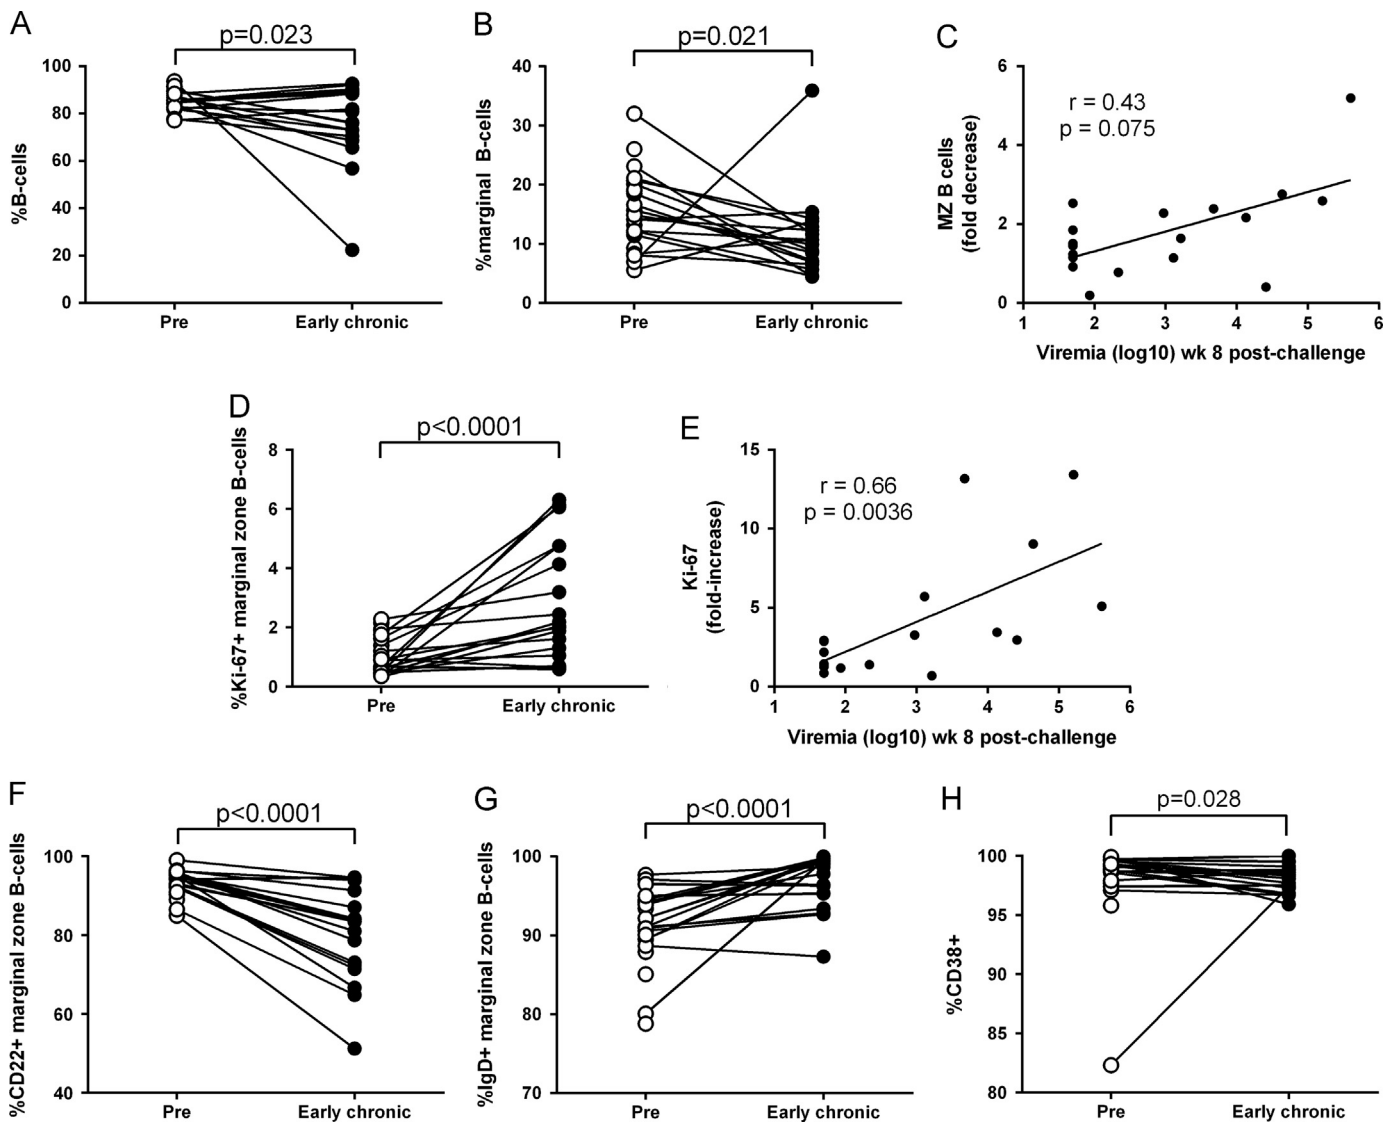 A
p=0.023
%B-cells
100
80
60
40
20
0
Pre
Early chronic
B
p=0.021
%marginal B-cells
40
30
20
10
0
Pre
Early chronic
C
r = 0.43
p = 0.075
MZ B cells
(fold decrease)
6
4
2
0
1
2
3
4
5
6
Viremia (log10) wk 8 post-challenge
D
p<0.0001
%Ki-67+ marginal zone B-cells
8
6
4
2
0
Pre
Early chronic
E
r = 0.66
p = 0.0036
Ki-67
(fold-increase)
15
10
5
0
1
2
3
4
5
6
Viremia (log10) wk 8 post-challenge
F
p<0.0001
%CD22+ marginal zone B-cells
100
80
60
40
Pre
Early chronic
G
p<0.0001
%IgD+ marginal zone B-cells
100
90
80
70
Pre
Early chronic
H
p=0.028
%CD38+
100
95
90
85
80
Pre
Early chronic